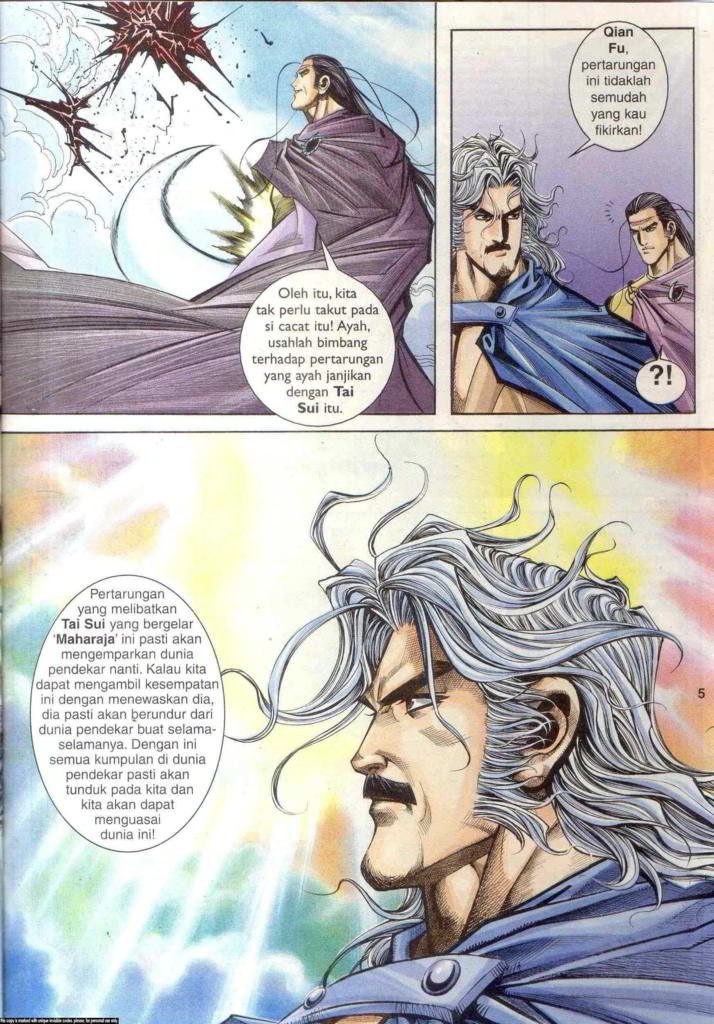 Oleh itu, kita
tak perlu takut pada
si cacat itu! Ayah,
usahlah bimbang
terhadap pertarungan
yang ayah janjikan
dengan Tai
Sui itu.
Qian
Fu,
pertarungan
ini tidaklah
semudah
yang kau
fikirkan!
?!
Pertarungan
yang melibatkan
Tai Sui yang bergelar
'Maharaja' ini pasti akan
mengemparkan dunia
pendekar nanti. Kalau kita
dapat mengambil kesempatan
ini dengan menewaskan dia,
dia pasti akan berundur dari
dunia pendekar buat selama-
selamanya. Dengan ini
semua kumpulan di dunia
pendekar pasti akan
tunduk pada kita dan
kita akan dapat
menguasai
dunia ini!
5